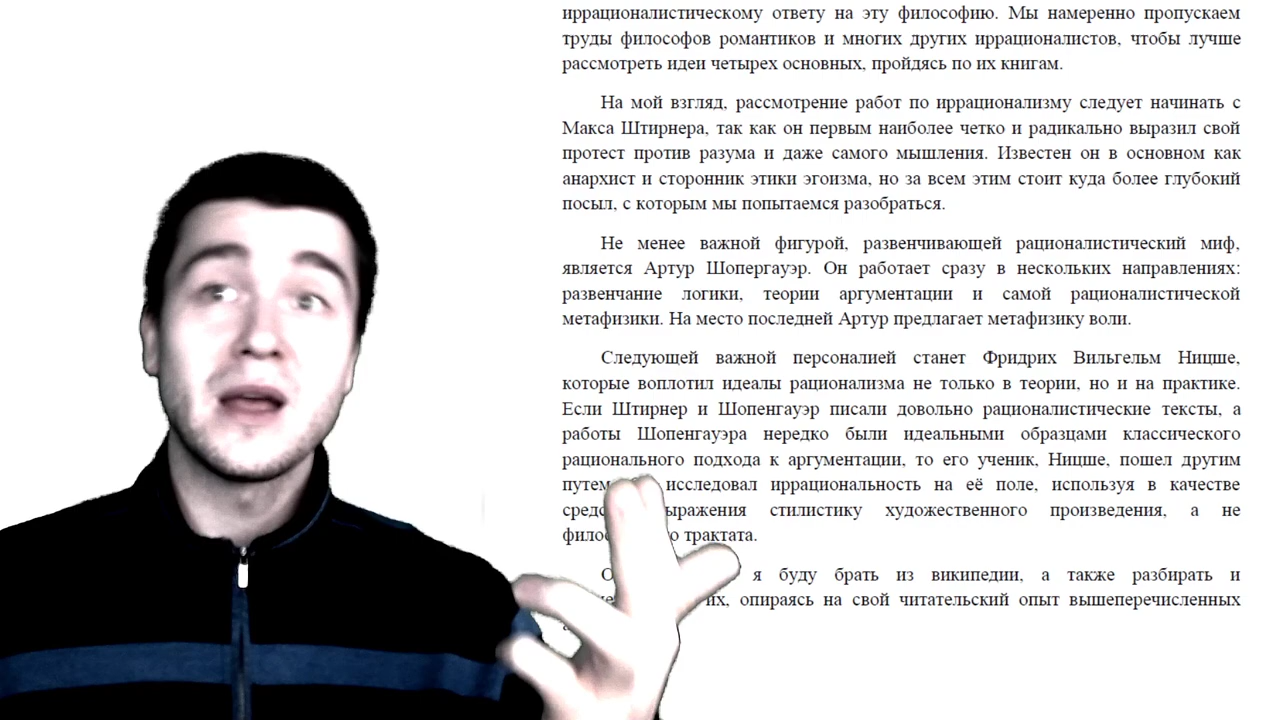 иррационалистическому ответу на эту философию. Мы намеренно пропускаем
труды философов романтиков и многих других иррационалистов, чтобы лучше
рассмотреть идеи четырех основных, пройдясь по их книгам.
На мой взгляд, рассмотрение работ по иррационализму следует начинать с
Макса Штирнера, так как он первым наиболее четко и радикально выразил свой
протест против разума и даже самого мышления. Известен он в основном как
анархист и сторонник этики эгоизма, но за всем этим стоит куда более глубокий
посыл, с которым мы попытаемся разобраться.
Не менее важной фигурой, развенчивающей рационалистический миф,
является Артур Шопергауэр. Он работает сразу в нескольких направлениях:
развенчание логики, теории аргументации и самой рационалистической
метафизики. На место последней Артур предлагает метафизику воли.
Следующей важной персоналией станет Фридрих Вильгельм Ницше,
которые воплотил идеалы рационализма не только в теории, но и на практике.
Если Штирнер и Шопенгауэр писали довольно рационалистические тексты, а
работы Шопенгауэра нередко были идеальными образцами классического
рационального подхода к аргументации, то его ученик, Ницше, пошел другим
путем исследовал иррациональность на её поле, используя в качестве
выражения стилистику художественного произведения, а не
трактата.
я буду брать из википедии, а также разбирать и
их, опираясь на свой читательский опыт вышеперечисленных